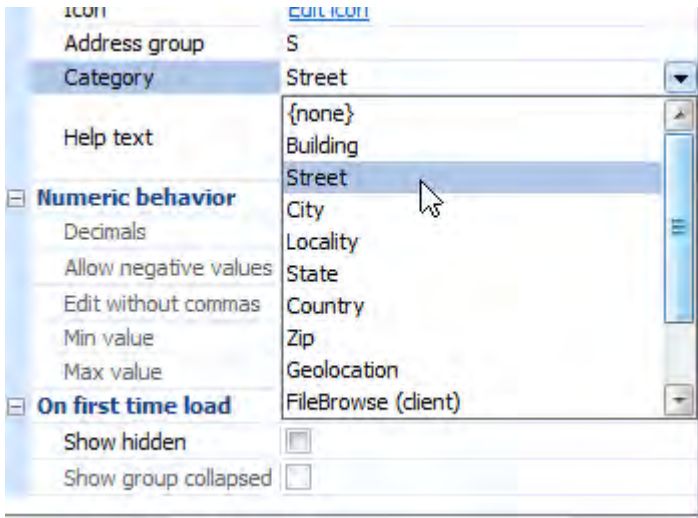 Icon Edit icon
Address group S
Category Street
{none}
Help text Building
Street
Numeric behavior City
Decimals Locality
Allow negative values State
Edit without commas Country
Min value Zip
Max value Geolocation
On first time load FileBrowse (client)
Show hidden
Show group collapsed